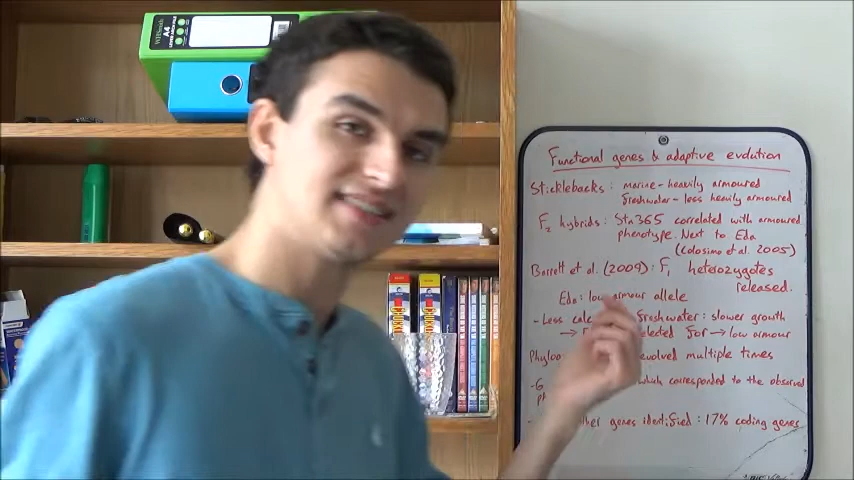 WHSmith
A4
Functional genes & adaptive evolution
Sticklebacks: marine - heavily armoured
freshwater - less heavily armoured
F2 hybrids: Stn365 correlated with armoured
phenotype. Next to Eda
(Colosimo et al. 2005)
Barrett et al. (2009): F1 heterozygotes
released.
Eda: low armour allele
- Less freshwater: slower growth
→ selected for → low armour
evolved multiple times
which corresponded to the observed
genes identified: 17% coding genes